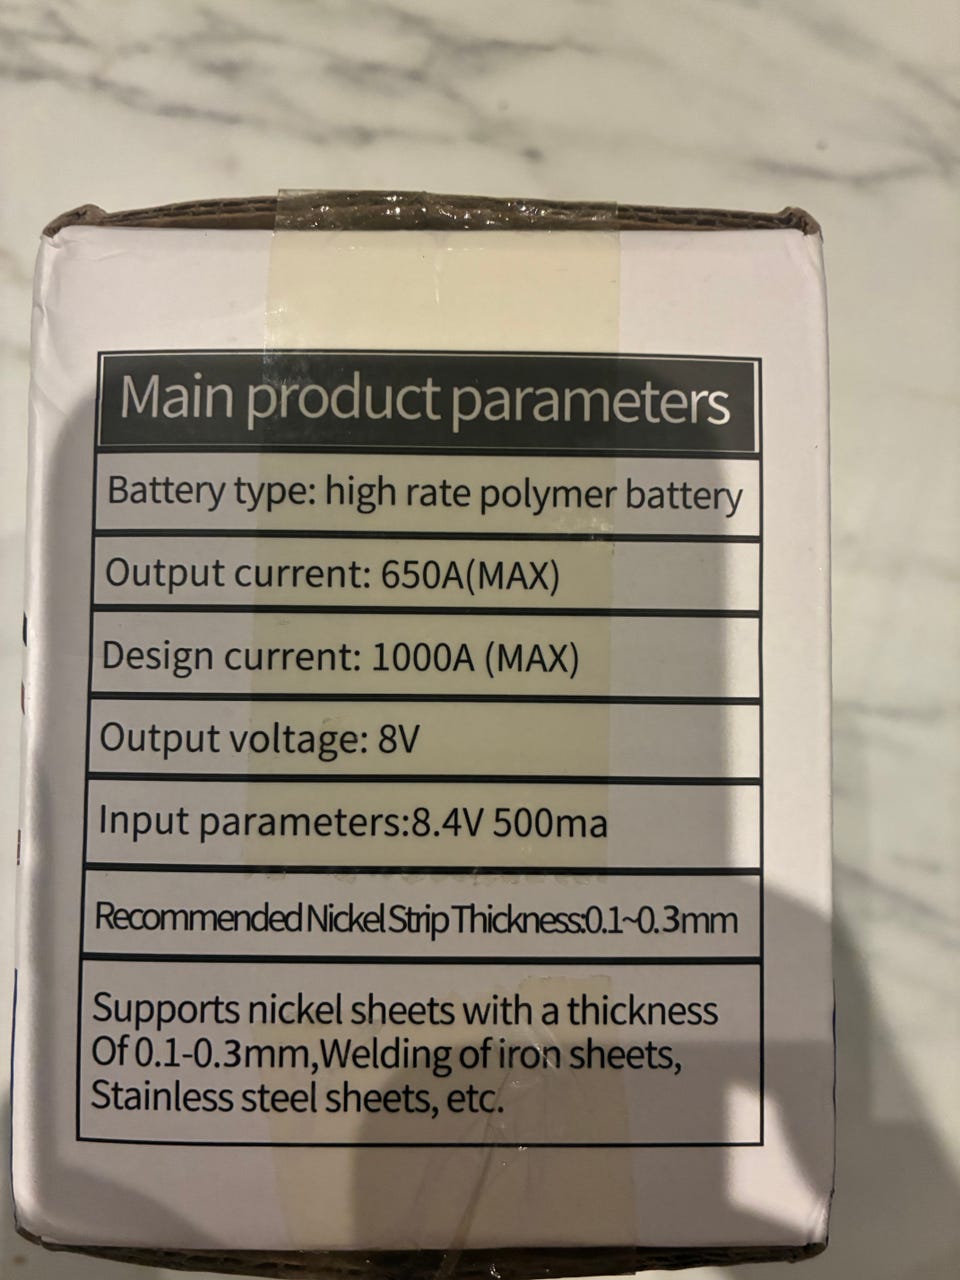 Main product parameters
Battery type: high rate polymer battery
Output current: 650A(MAX)
Design current: 1000A (MAX)
Output voltage: 8V
Input parameters:8.4V 500ma
Recommended Nickel Strip Thickness:0.1~0.3mm
Supports nickel sheets with a thickness
Of 0.1-0.3mm,Welding of iron sheets,
Stainless steel sheets, etc.